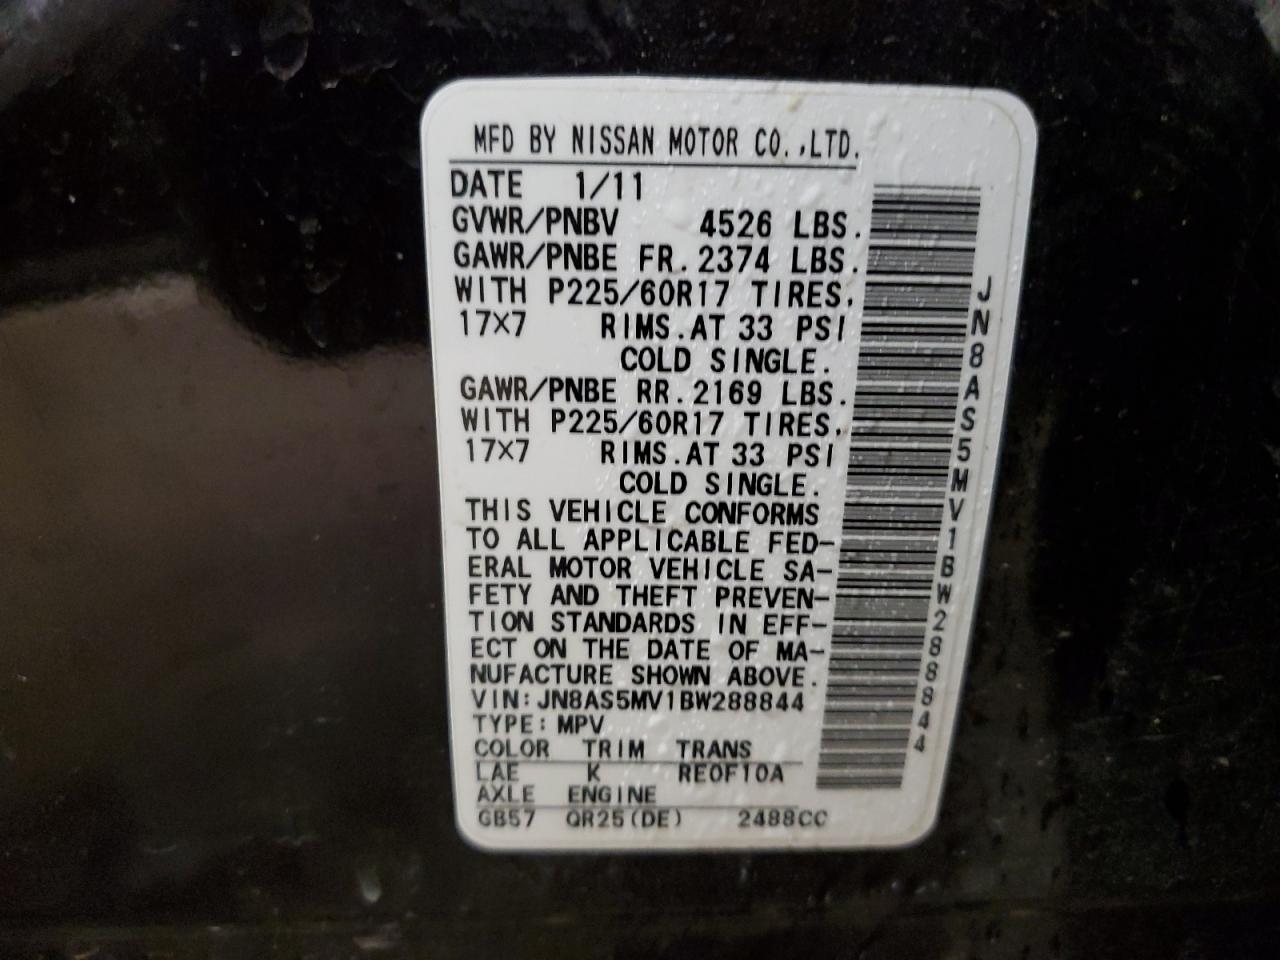 MFD BY NISSAN MOTOR CO.,LTD.
DATE 1/11
GVWR/PNBV 4526 LBS.
GAWR/PNBE FR.2374 LBS.
WITH P225/60R17 TIRES,
17×7 RIMS.AT 33 PSI
COLD SINGLE.
GAWR/PNBE RR.2169 LBS.
WITH P225/60R17 TIRES,
17×7 RIMS.AT 33 PSI
COLD SINGLE.
THIS VEHICLE CONFORMS
TO ALL APPLICABLE FED-
ERAL MOTOR VEHICLE SA-
FETY AND THEFT PREVEN-
TION STANDARDS IN EFF-
ECT ON THE DATE OF MA-
NUFACTURE SHOWN ABOVE.
VIN:JN8AS5MV1BW288844
TYPE:MPV
COLOR TRIM TRANS
LAE K RE0F10A
AXLE ENGINE
GB57 QR25(DE) 2488CC
JN8AS5MV1BW288844